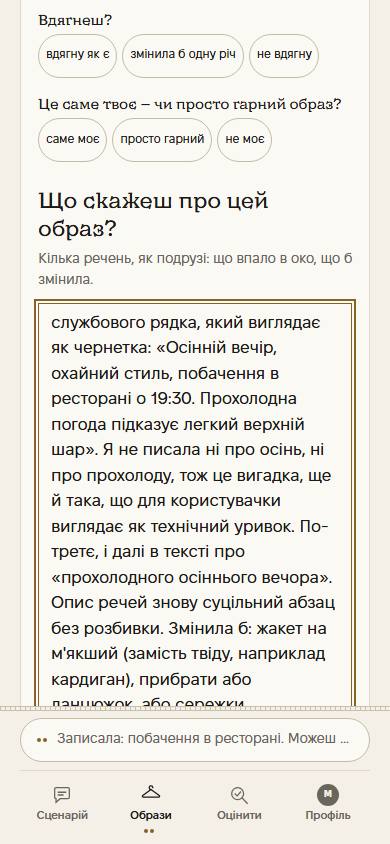 Вдягнеш?
вдягну як є
змінила б одну річ
не вдягну
Це саме твоє – чи просто гарний образ?
саме моє
просто гарний
не моє
Що скажеш про цей
образ?
Кілька речень, як подрузі: що впало в око, що б
змінила.
службового рядка, який виглядає
як чернетка: «Осінній вечір,
охайний стиль, побачення в
ресторані о 19:30. Прохолодна
погода підказує легкий верхній
шар». Я не писала ні про осінь, ні
про прохолоду, тож це вигадка, ще
й така, що для користувачки
виглядає як технічний уривок. По-
третє, і далі в тексті про
«прохолодного осіннього вечора».
Опис речей знову суцільний абзац
без розбивки. Змінила б: жакет на
м'якший (замість твіду, наприклад
кардиган), прибрати або
ланцюжок, або сережки
Записала: побачення в ресторані. Можеш ...
Сценарій
Образи
Оцінити
М
Профіль